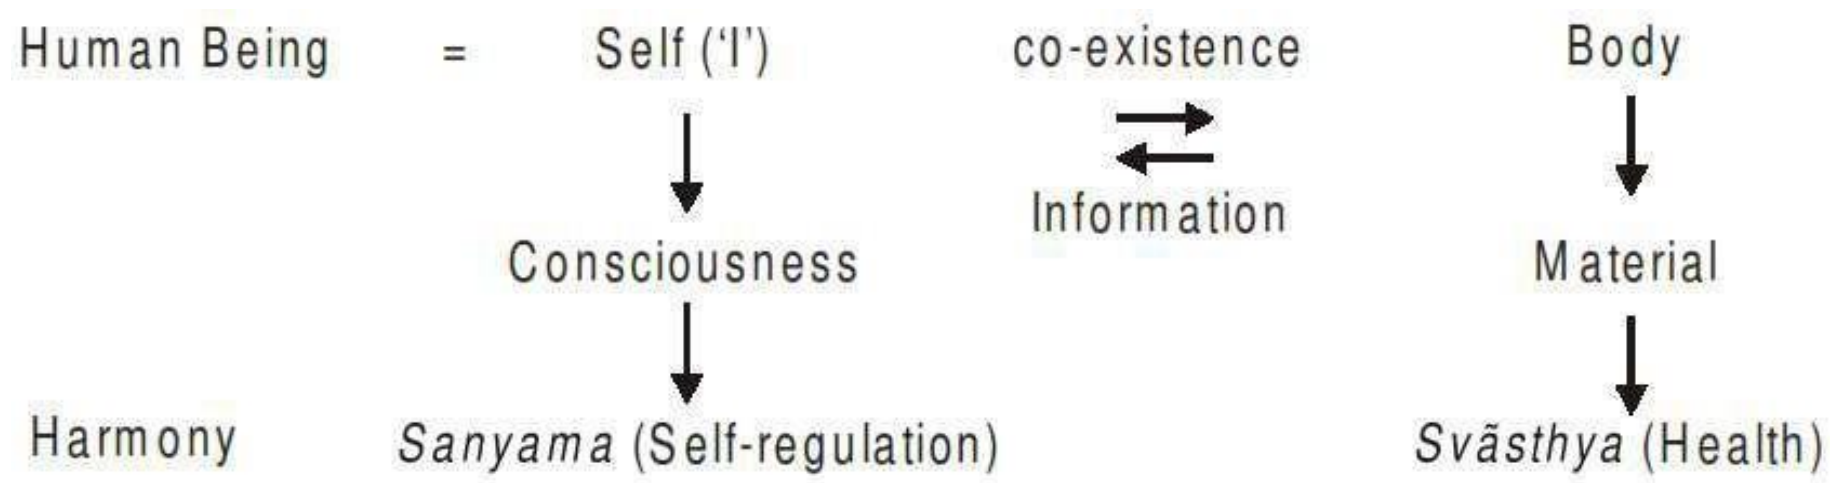 Human Being = Self (‘I’) co-existence Body
Information
Consciousness Material
Harmony Sanyama (Self-regulation) Svãsthya (Health)